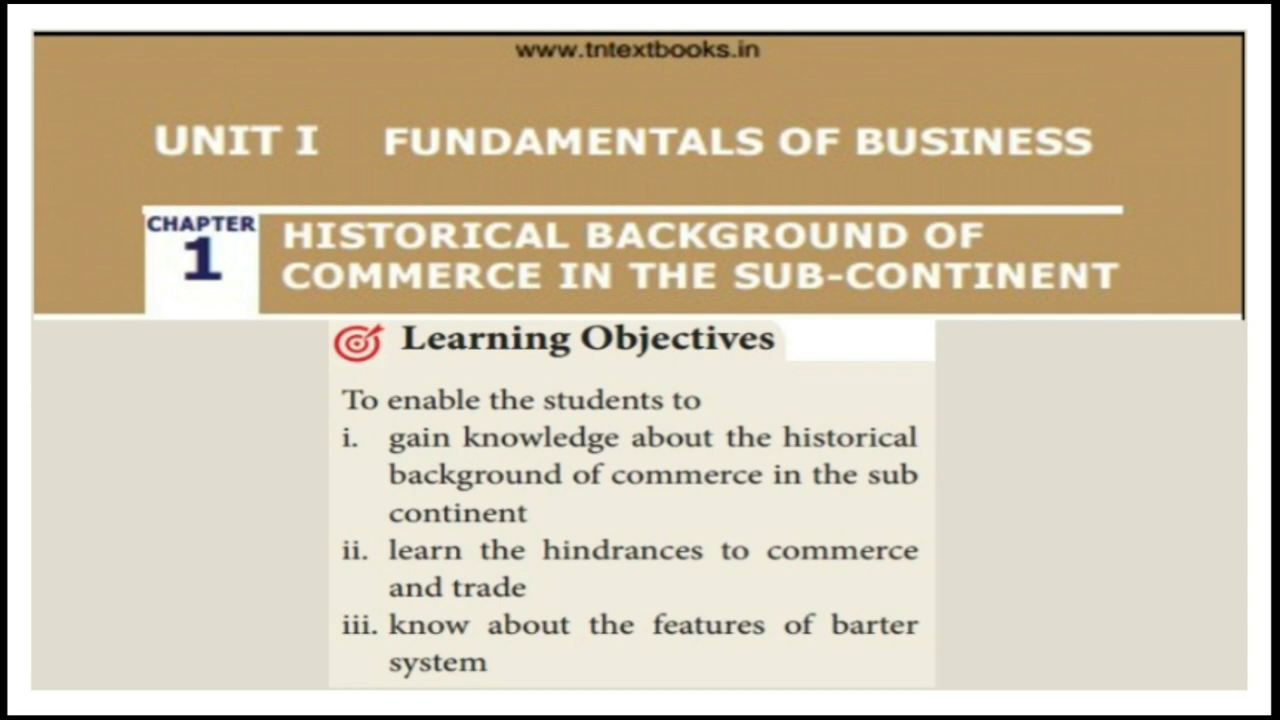 www.tntextbooks.in
UNIT I FUNDAMENTALS OF BUSINESS
CHAPTER
1
HISTORICAL BACKGROUND OF
COMMERCE IN THE SUB-CONTINENT
Learning Objectives
To enable the students to
i. gain knowledge about the historical
background of commerce in the sub
continent
ii. learn the hindrances to commerce
and trade
iii. know about the features of barter
system